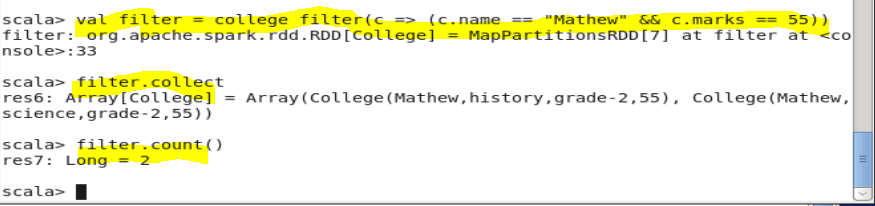 scala> val filter = college filter(c => (c.name == "Mathew" && c.marks == 55))
filter: org.apache.spark.rdd.RDD[College] = MapPartitionsRDD[7] at filter at <co
nsole>:33
scala> filter.collect
res6: Array[College] = Array(College(Mathew,history,grade-2,55), College(Mathew,
science,grade-2,55))
scala> filter.count()
res7: Long = 2
scala>